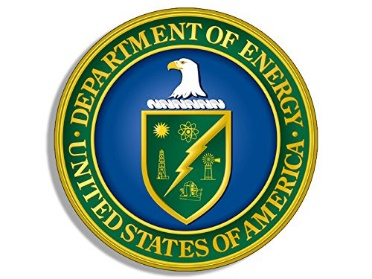 DEPARTMENT OF ENERGY
UNITED STATES OF AMERICA